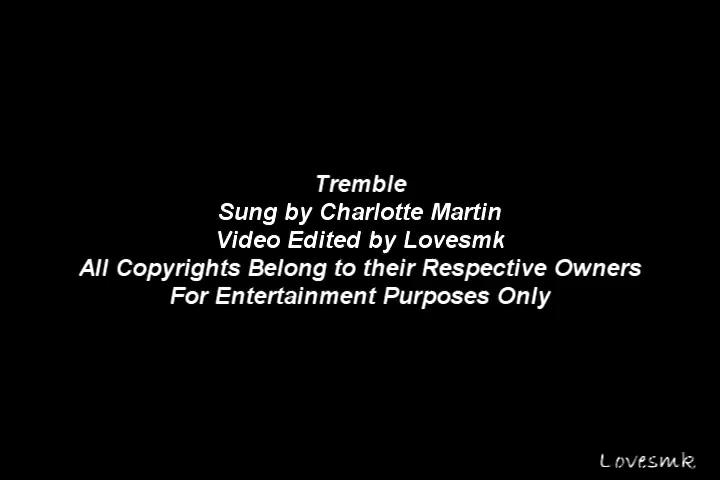 Tremble
Sung by Charlotte Martin
Video Edited by Lovesmk
All Copyrights Belong to their Respective Owners
For Entertainment Purposes Only
Lovesmk